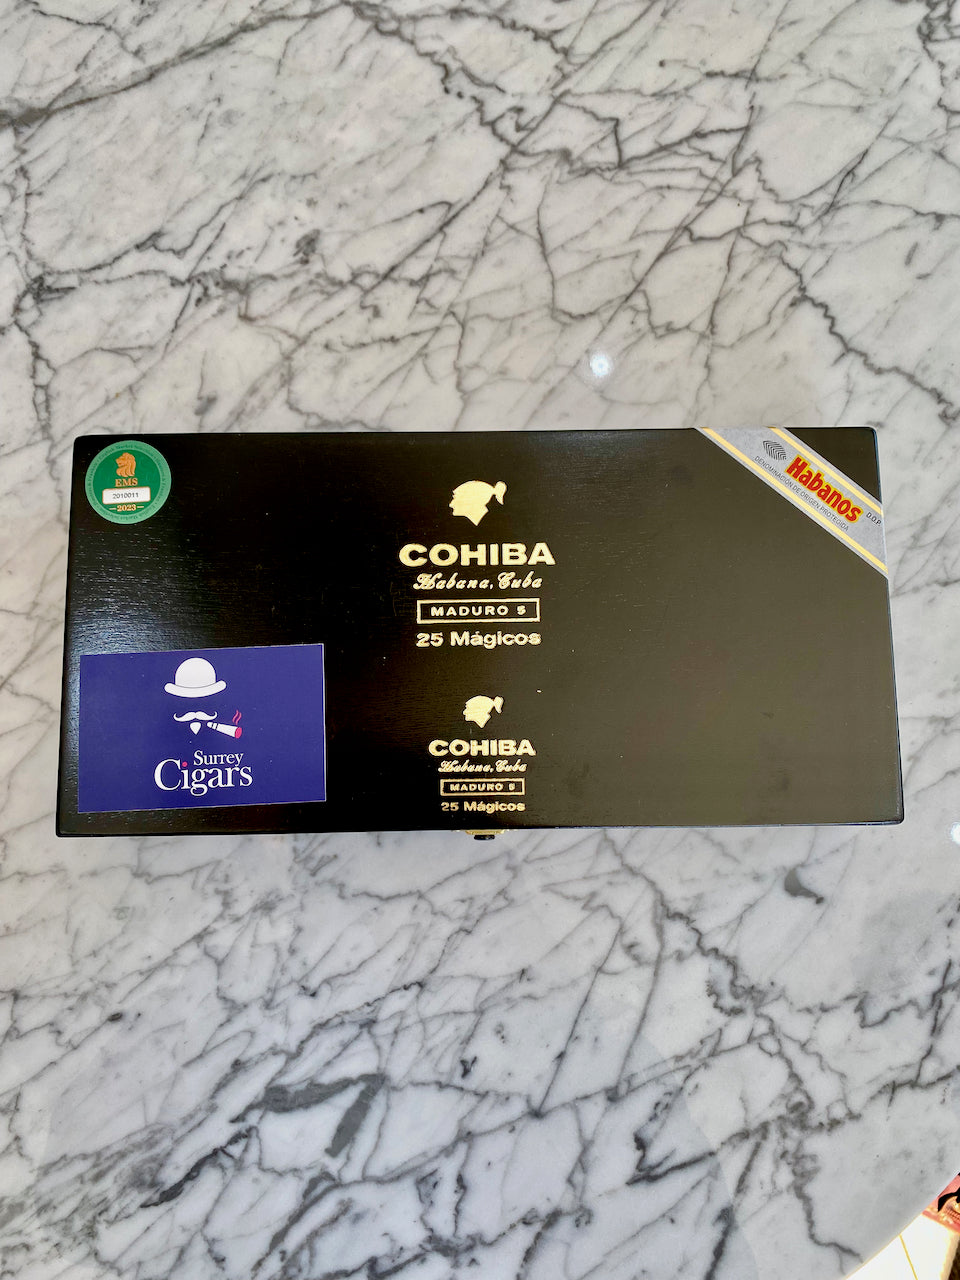 EMS
2010011
2023
COHIBA
Habana, Cuba
MADURO 5
25 Mágicos
Habanos
D.O.P.
DENOMINACIÓN DE ORIGEN PROTEGIDA
Surrey
Cigars
COHIBA
Habana, Cuba
MADURO 5
25 Mágicos